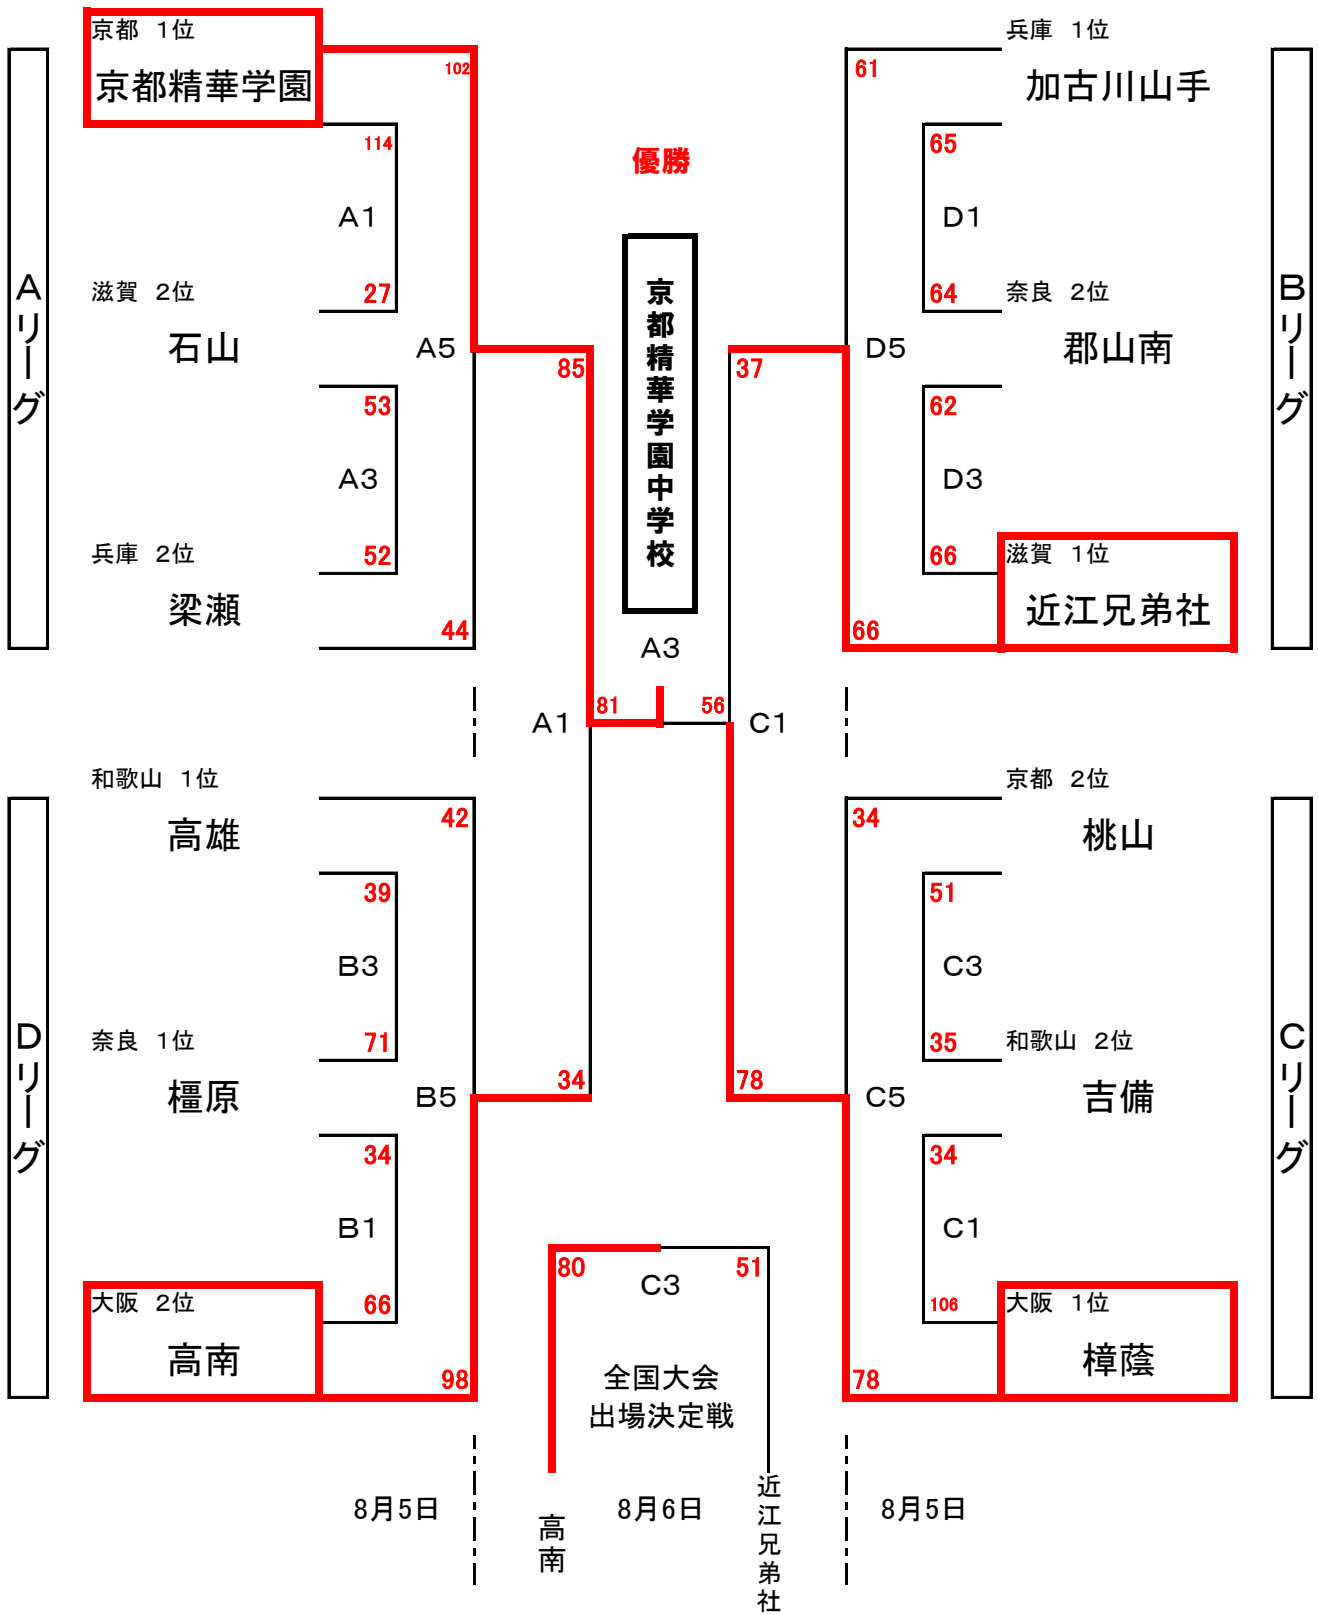 京都 1位
京都精華学園
102
114
A1
滋賀 2位
27
石山
A5
53
A3
兵庫 2位
52
梁瀬
44
Aリーグ
和歌山 1位
高雄
42
39
B3
奈良 1位
71
橿原
B5
34
B1
大阪 2位
66
高南
98
Dリーグ
優勝
京都精華学園中学校
85
37
A3
81
56
A1
C1
34
78
兵庫 1位
61
加古川山手
65
D1
64
奈良 2位
D5
郡山南
62
D3
66
滋賀 1位
近江兄弟社
66
Bリーグ
京都 2位
34
桃山
51
C3
35
和歌山 2位
C5
吉備
34
C1
106
大阪 1位
樟蔭
78
Cリーグ
80
C3
51
全国大会
出場決定戦
8月5日
高南
8月6日
近江兄弟社
8月5日